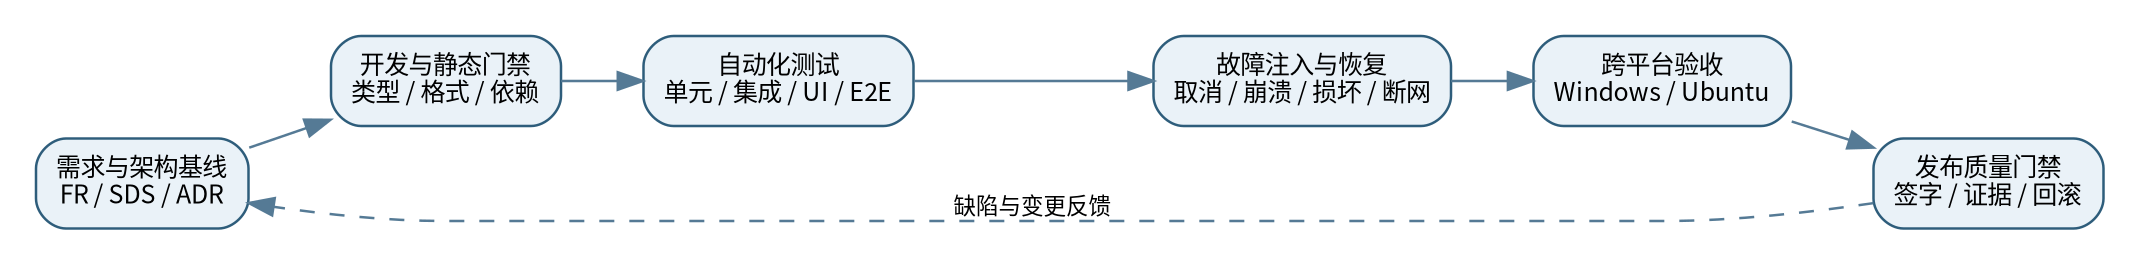 需求与架构基线
FR / SDS / ADR
开发与静态门禁
类型 / 格式 / 依赖
自动化测试
单元 / 集成 / UI / E2E
故障注入与恢复
取消 / 崩溃 / 损坏 / 断网
跨平台验收
Windows / Ubuntu
发布质量门禁
签字 / 证据 / 回滚
缺陷与变更反馈